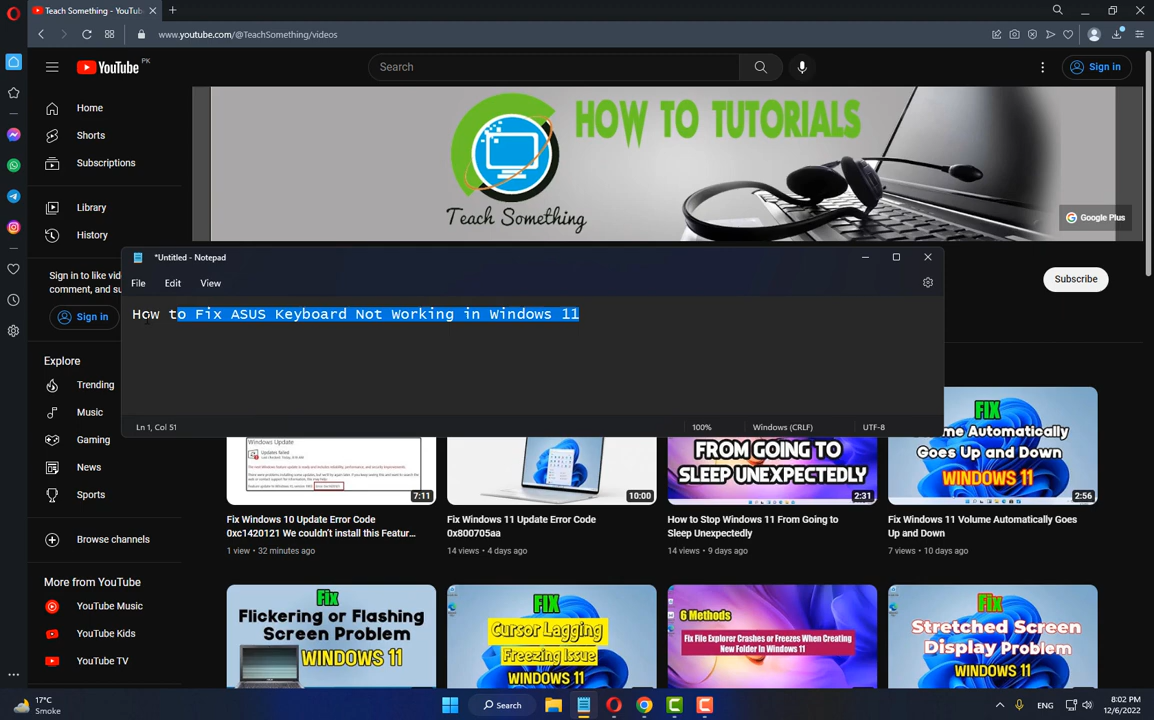 Teach Something - YouTub
www.youtube.com/@TeachSomething/videos
YouTube PK
Search
Sign in
Home
Shorts
Subscriptions
Library
History
HOW TO TUTORIALS
Teach Something
Google Plus
Sign in to like vid
comment, and su
Sign in
Subscribe
*Untitled - Notepad
File Edit View
How to Fix ASUS Keyboard Not Working in Windows 11
Ln 1, Col 51 100% Windows (CRLF) UTF-8
Explore
Trending
Music
Gaming
News
Sports
Browse channels
More from YouTube
YouTube Music
YouTube Kids
YouTube TV
Windows Update
Updates failed
7:11
Fix Windows 10 Update Error Code
0xc1420121 We couldn't install this Featur...
1 view • 32 minutes ago
10:00
Fix Windows 11 Update Error Code
0x800705aa
14 views • 4 days ago
FROM GOING TO
SLEEP UNEXPECTEDLY
2:31
How to Stop Windows 11 From Going to
Sleep Unexpectedly
14 views • 9 days ago
FIX
me Automatically
Goes Up and Down
WINDOWS 11
2:56
Fix Windows 11 Volume Automatically Goes
Up and Down
7 views • 10 days ago
Fix
Flickering or Flashing
Screen Problem
WINDOWS 11
FIX
Cursor Lagging
Freezing Issue
WINDOWS 11
6 Methods
Fix File Explorer Crashes or Freezes When Creating
New Folder in Windows 11
Fix
Stretched Screen
Display Problem
WINDOWS 11
17°C
Smoke
Search
ENG
8:02 PM
12/6/2022